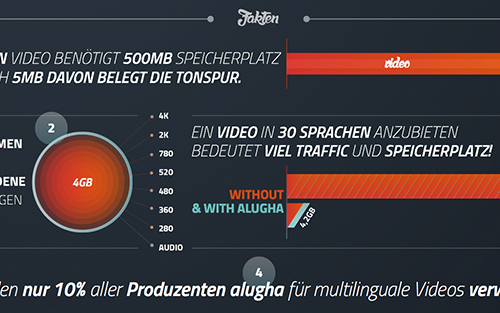 Fakten
N VIDEO BENÖTIGT 500MB SPEICHERPLATZ
H 5MB DAVON BELEGT DIE TONSPUR.
video
2
MEN
DENE
GEN
4GB
4K
2K
780
520
480
360
280
AUDIO
EIN VIDEO IN 30 SPRACHEN ANZUBIETEN
BEDEUTET VIEL TRAFFIC UND SPEICHERPLATZ!
WITHOUT
& WITH ALUGHA
4,2GB
4
len nur 10% aller Produzenten alugha für multilinguale Videos verw